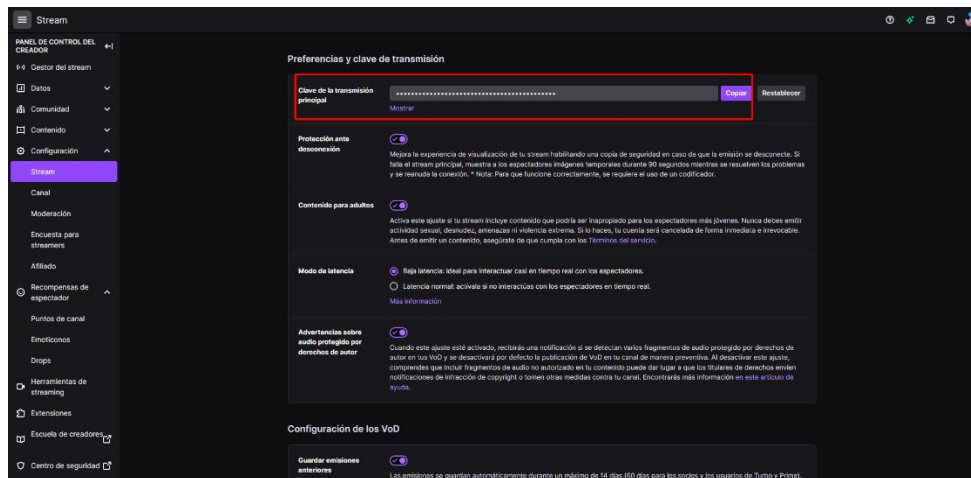 Stream
PANEL DE CONTROL DEL
CREADOR
Gestor del stream
Datos
Comunidad
Contenido
Configuración
Stream
Canal
Moderación
Encuesta para
streamers
Afiliado
Recompensas de
espectador
Puntos de canal
Emoticonos
Drops
Herramientas de
streaming
Extensiones
Escuela de creadores
Centro de seguridad
Preferencias y clave de transmisión
Clave de la transmisión
principal
Copiar
Restablecer
Mostrar
Protección ante
desconexión
Mejora la experiencia de visualización de tu stream habilitando una copia de seguridad en caso de que la emisión se desconecte. Si
falla el stream principal, muestra a los espectadores imágenes temporales durante 90 segundos mientras se resuelven los problemas
y se reanuda la conexión. * Nota: Para que funcione correctamente, se requiere el uso de un codificador.
Contenido para adultos
Activa este ajuste si tu stream incluye contenido que podría ser inapropiado para los espectadores más jóvenes. Nunca debes emitir
actividad sexual, desnudez, amenazas ni violencia extrema. Si lo haces, tu cuenta será cancelada de forma inmediata e irrevocable.
Antes de emitir un contenido, asegúrate de que cumpla con los Términos del servicio.
Modo de latencia
Baja latencia: ideal para interactuar casi en tiempo real con los espectadores.
Latencia normal: actívala si no interactúas con los espectadores en tiempo real.
Más información
Advertencias sobre
audio protegido por
derechos de autor
Cuando este ajuste esté activado, recibirás una notificación si se detectan varios fragmentos de audio protegido por derechos de
autor en tus VoD y se desactivará por defecto la publicación de VoD en tu canal de manera preventiva. Al desactivar este ajuste,
comprendes que incluir fragmentos de audio no autorizado en tu contenido puede dar lugar a que los titulares de derechos envíen
notificaciones de infracción de copyright o tomen otras medidas contra tu canal. Encontrarás más información en este artículo de
ayuda.
Configuración de los VoD
Guardar emisiones
anteriores
Las emisiones se guardan automáticamente durante un máximo de 14 días (60 días para los socios y los usuarios de Turbo y Prime).